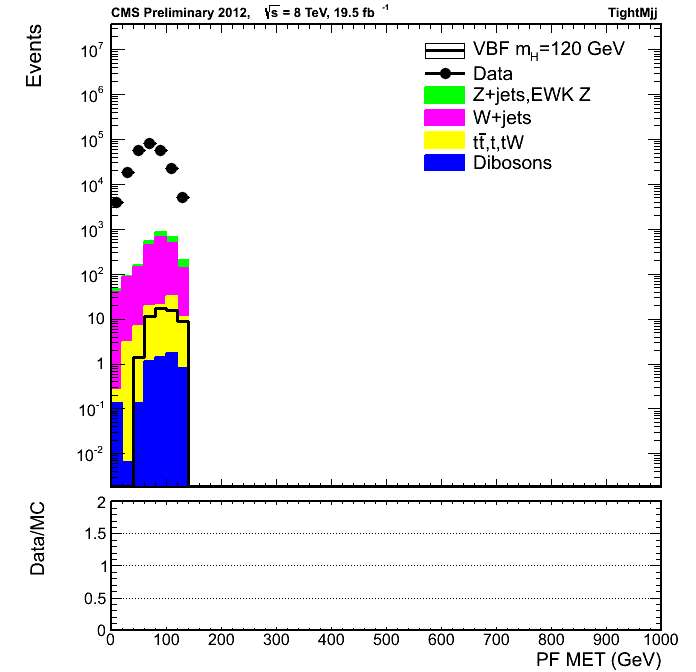 CMS Preliminary 2012, √s = 8 TeV, 19.5 fb⁻¹ TightMjj
Events
10⁷
10⁶
10⁵
10⁴
10³
10²
10
1
10⁻¹
10⁻²
VBF m_H=120 GeV
Data
Z+jets,EWK Z
W+jets
tt̄,t,tW
Dibosons
Data/MC
2
1.5
1
0.5
0
0 100 200 300 400 500 600 700 800 900 1000
PF MET (GeV)